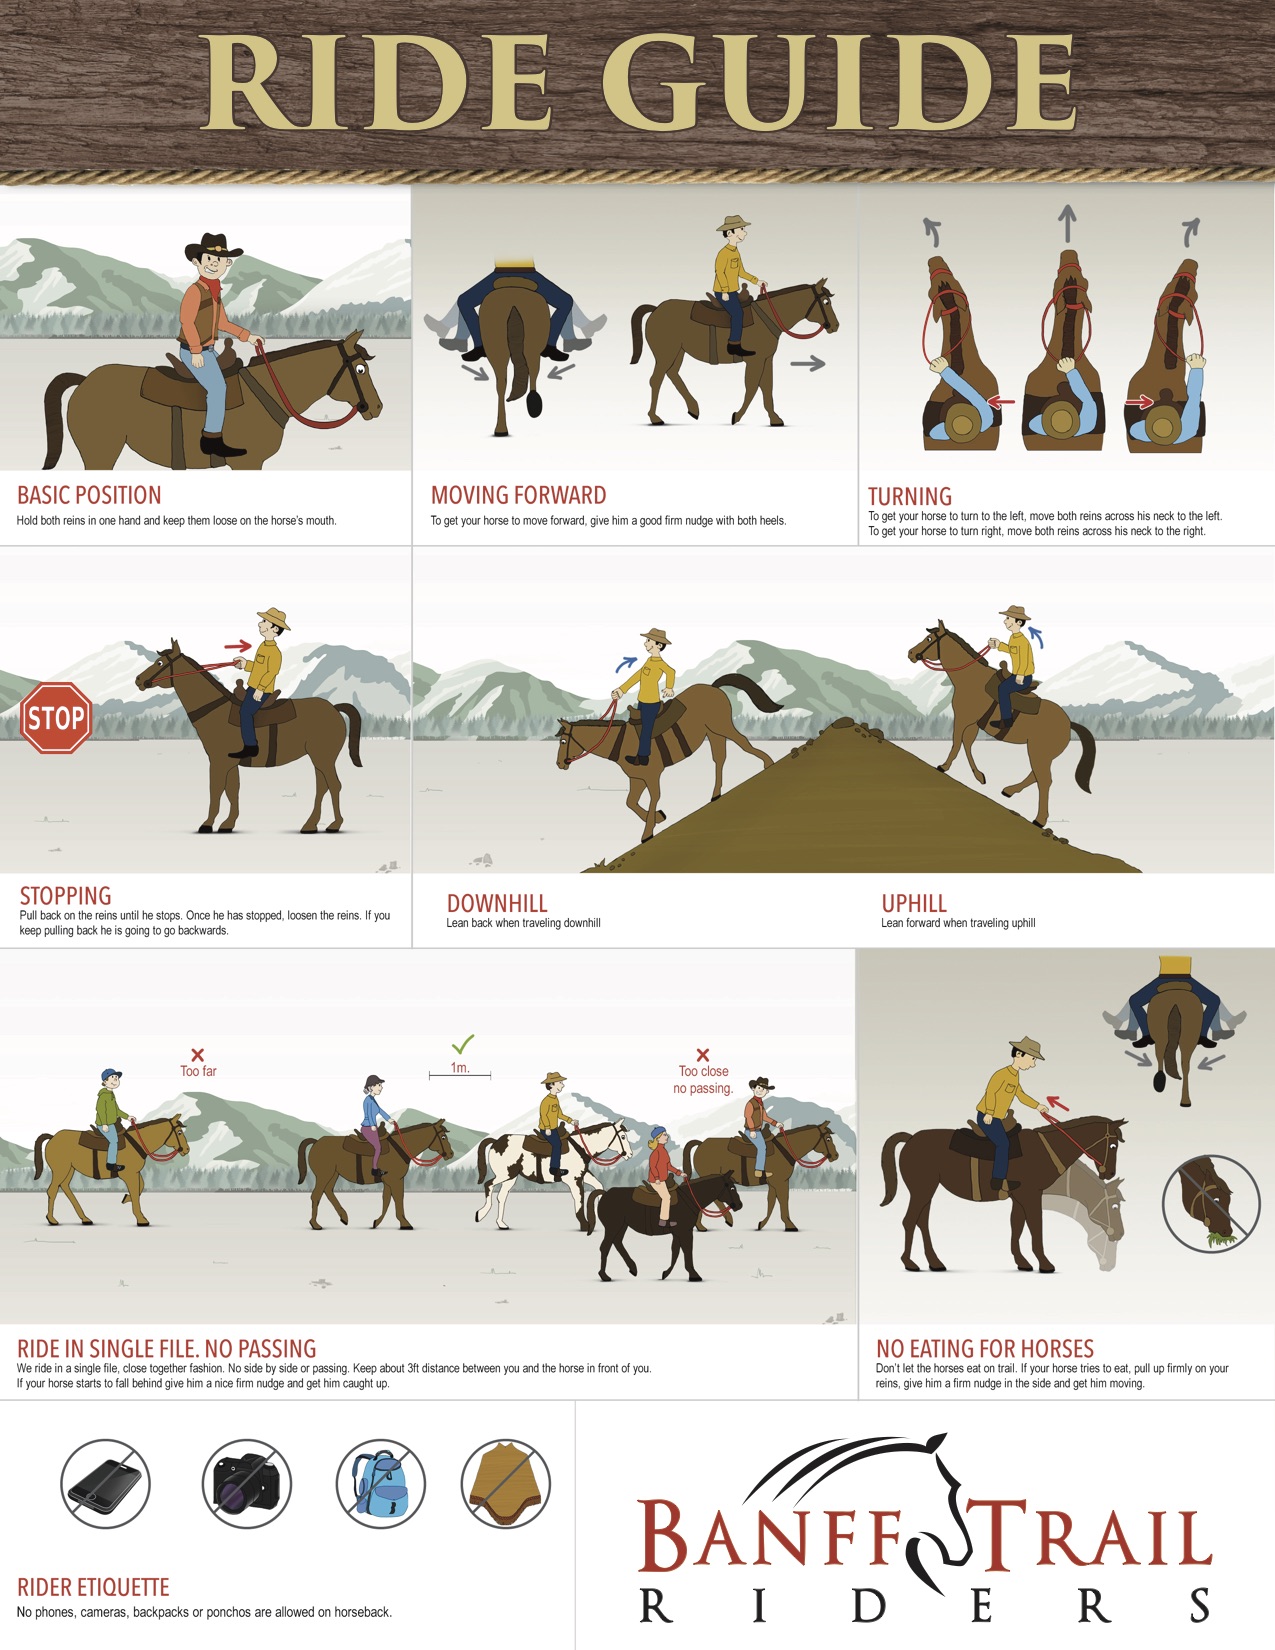 RIDE GUIDE
BASIC POSITION
Hold both reins in one hand and keep them loose on the horse's mouth.
MOVING FORWARD
To get your horse to move forward, give him a good firm nudge with both heels.
TURNING
To get your horse to turn to the left, move both reins across his neck to the left.
To get your horse to turn right, move both reins across his neck to the right.
STOP
STOPPING
Pull back on the reins until he stops. Once he has stopped, loosen the reins. If you
keep pulling back he is going to go backwards.
DOWNHILL
Lean back when traveling downhill
UPHILL
Lean forward when traveling uphill
Too far
1m.
Too close
no passing.
RIDE IN SINGLE FILE. NO PASSING
We ride in a single file, close together fashion. No side by side or passing. Keep about 3ft distance between you and the horse in front of you.
If your horse starts to fall behind give him a nice firm nudge and get him caught up.
NO EATING FOR HORSES
Don't let the horses eat on trail. If your horse tries to eat, pull up firmly on your
reins, give him a firm nudge in the side and get him moving.
RIDER ETIQUETTE
No phones, cameras, backpacks or ponchos are allowed on horseback.
BANFF TRAIL
RIDERS